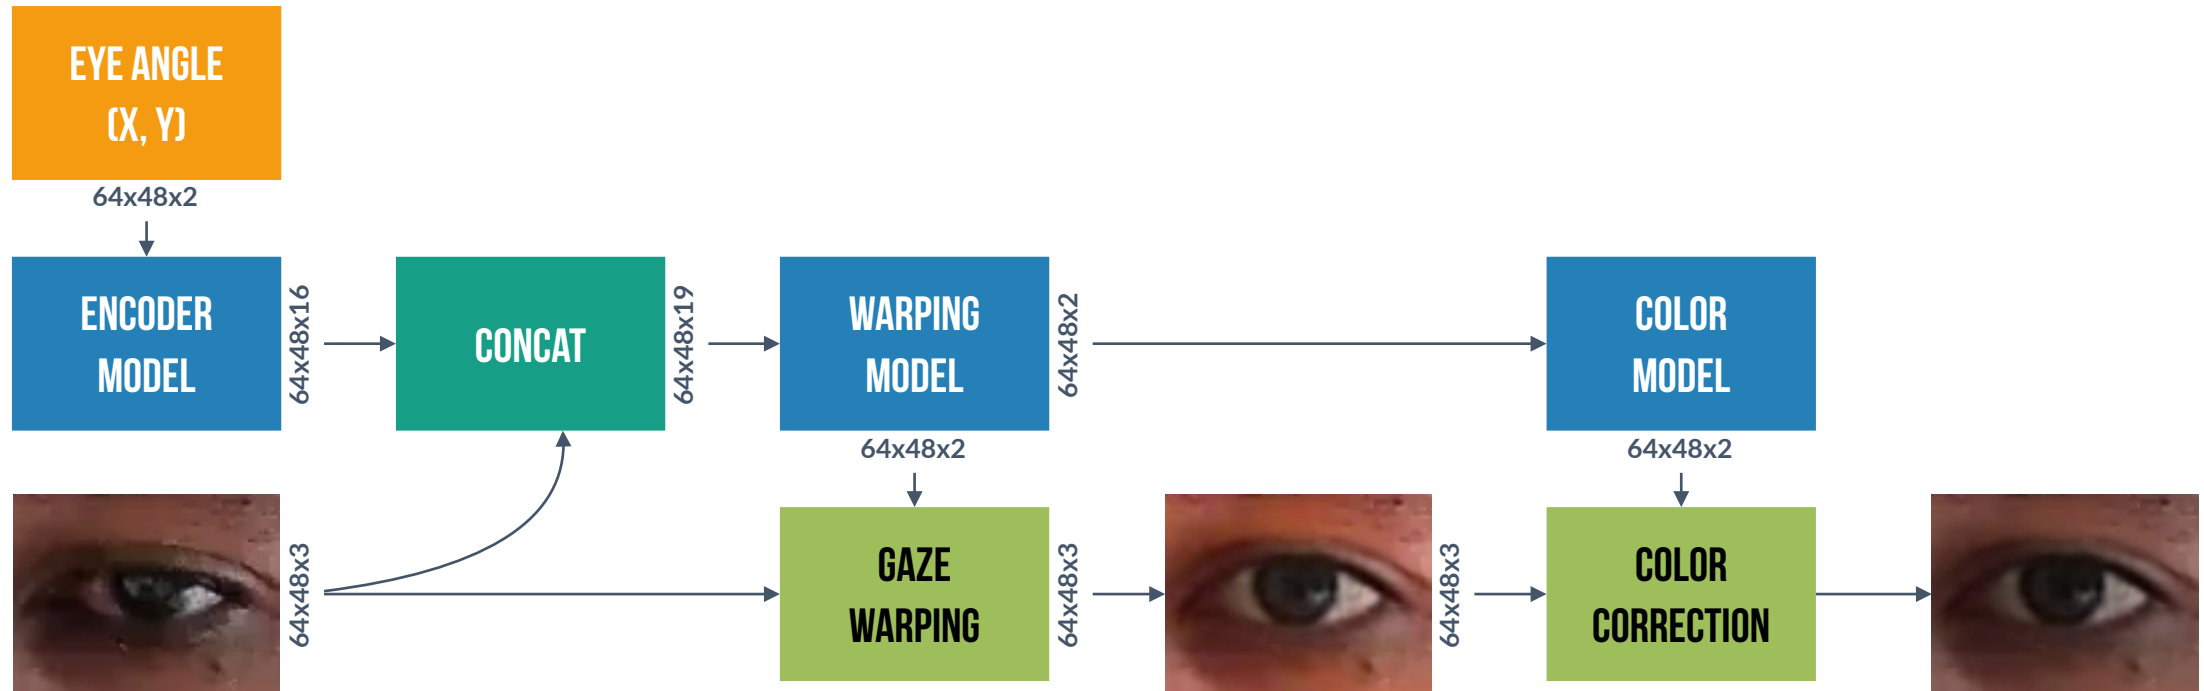 EYE ANGLE
(X, Y)
64x48x2
ENCODER
MODEL
64x48x16
CONCAT
64x48x19
WARPING
MODEL
64x48x2
COLOR
MODEL
64x48x2
64x48x2
64x48x3
GAZE
WARPING
64x48x3
64x48x3
COLOR
CORRECTION